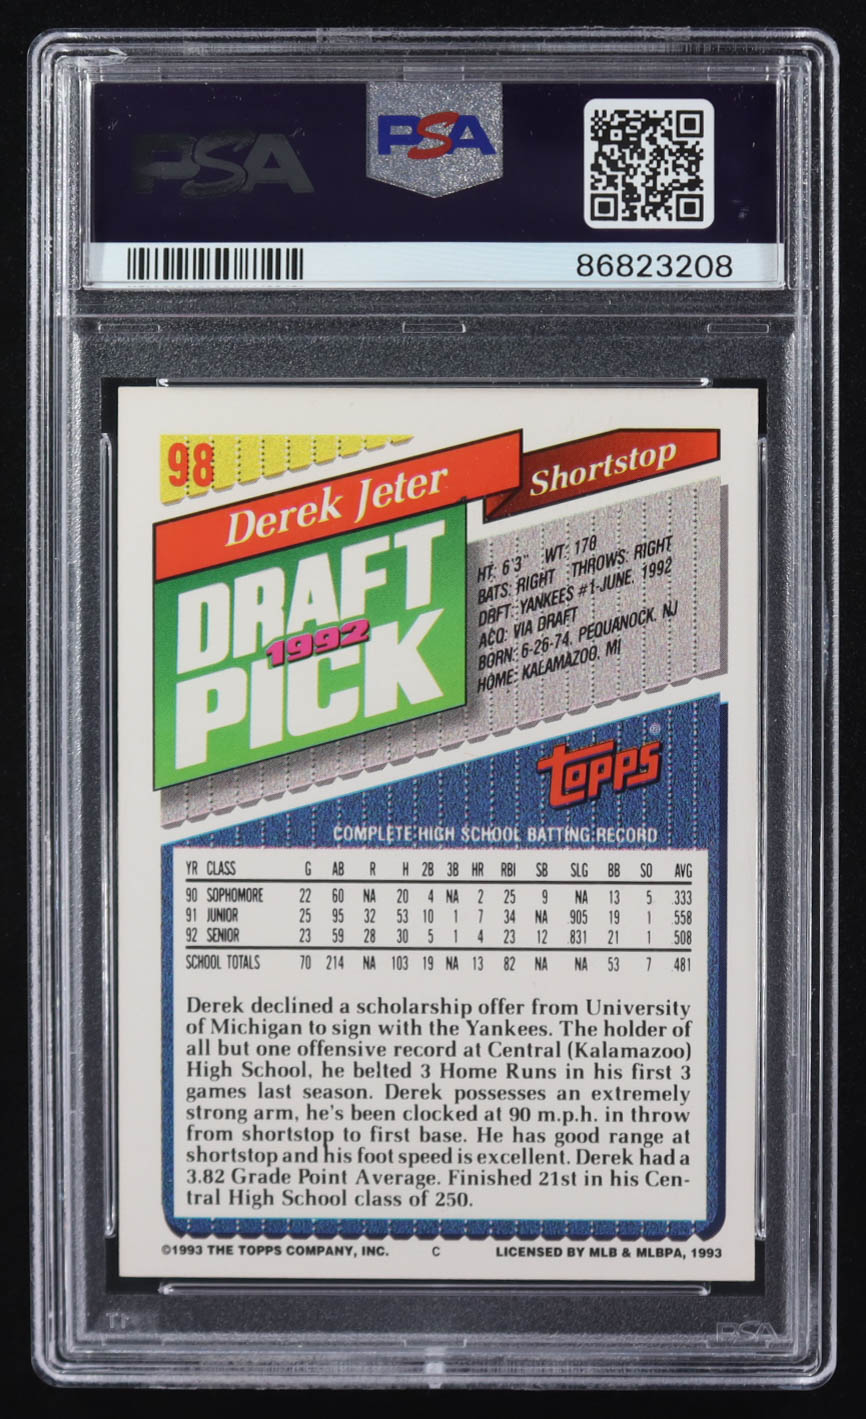 PSA
PSA
86823208
98
Derek Jeter
Shortstop
DRAFT
1992
PICK
HT: 6'3" WT: 178
BATS: RIGHT THROWS: RIGHT
DRFT: YANKEES #1-JUNE, 1992
ACQ: VIA DRAFT
BORN: 6-26-74, PEQUANOCK, NJ
HOME: KALAMAZOO, MI
TOPPS®
COMPLETE HIGH SCHOOL BATTING RECORD
YR CLASS G AB R H 2B 3B HR RBI SB SLG BB SO AVG
90 SOPHOMORE 22 60 NA 20 4 NA 2 25 9 NA 13 5 .333
91 JUNIOR 25 95 32 53 10 1 7 34 NA .905 19 1 .558
92 SENIOR 23 59 28 30 5 1 4 23 12 .831 21 1 .508
SCHOOL TOTALS 70 214 NA 103 19 NA 13 82 NA NA 53 7 .481
Derek declined a scholarship offer from University
of Michigan to sign with the Yankees. The holder of
all but one offensive record at Central (Kalamazoo)
High School, he belted 3 Home Runs in his first 3
games last season. Derek possesses an extremely
strong arm, he's been clocked at 90 m.p.h. in throw
from shortstop to first base. He has good range at
shortstop and his foot speed is excellent. Derek had a
3.82 Grade Point Average. Finished 21st in his Cen-
tral High School class of 250.
©1993 THE TOPPS COMPANY, INC. C LICENSED BY MLB & MLBPA, 1993
PSA